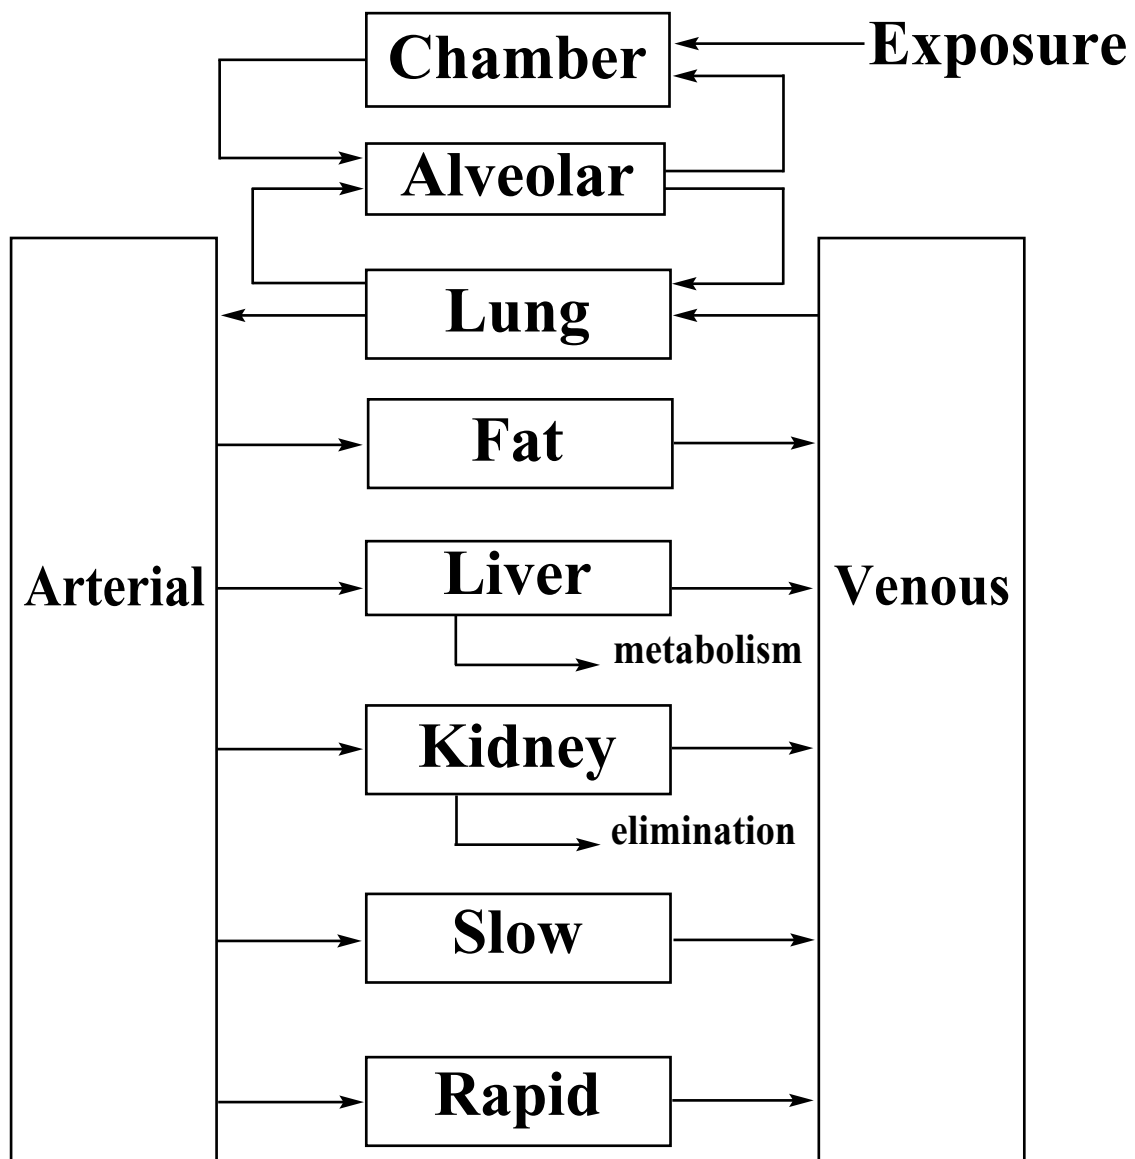 Chamber
Exposure
Alveolar
Lung
Fat
Arterial
Liver
Venous
metabolism
Kidney
elimination
Slow
Rapid